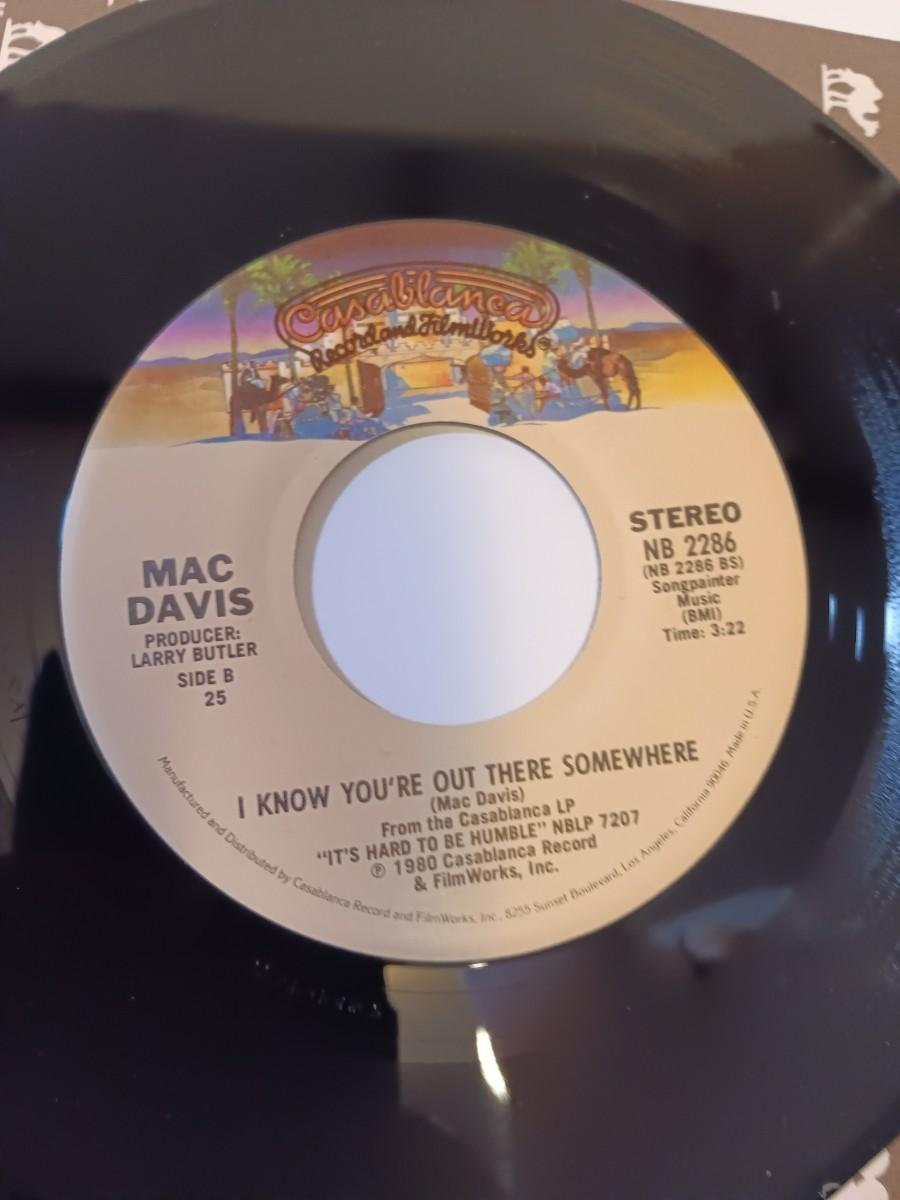 Casablanca
Record and FilmWorks
MAC
DAVIS
PRODUCER:
LARRY BUTLER
SIDE B
25
STEREO
NB 2286
(NB 2286 BS)
Songpainter
Music
(BMI)
Time: 3:22
I KNOW YOU'RE OUT THERE SOMEWHERE
(Mac Davis)
From the Casablanca LP
"IT'S HARD TO BE HUMBLE" NBLP 7207
℗ 1980 Casablanca Record
& FilmWorks, Inc.
Manufactured and Distributed by Casablanca Record and FilmWorks, Inc., 8255 Sunset Boulevard, Los Angeles, California 90046. Made in U.S.A.